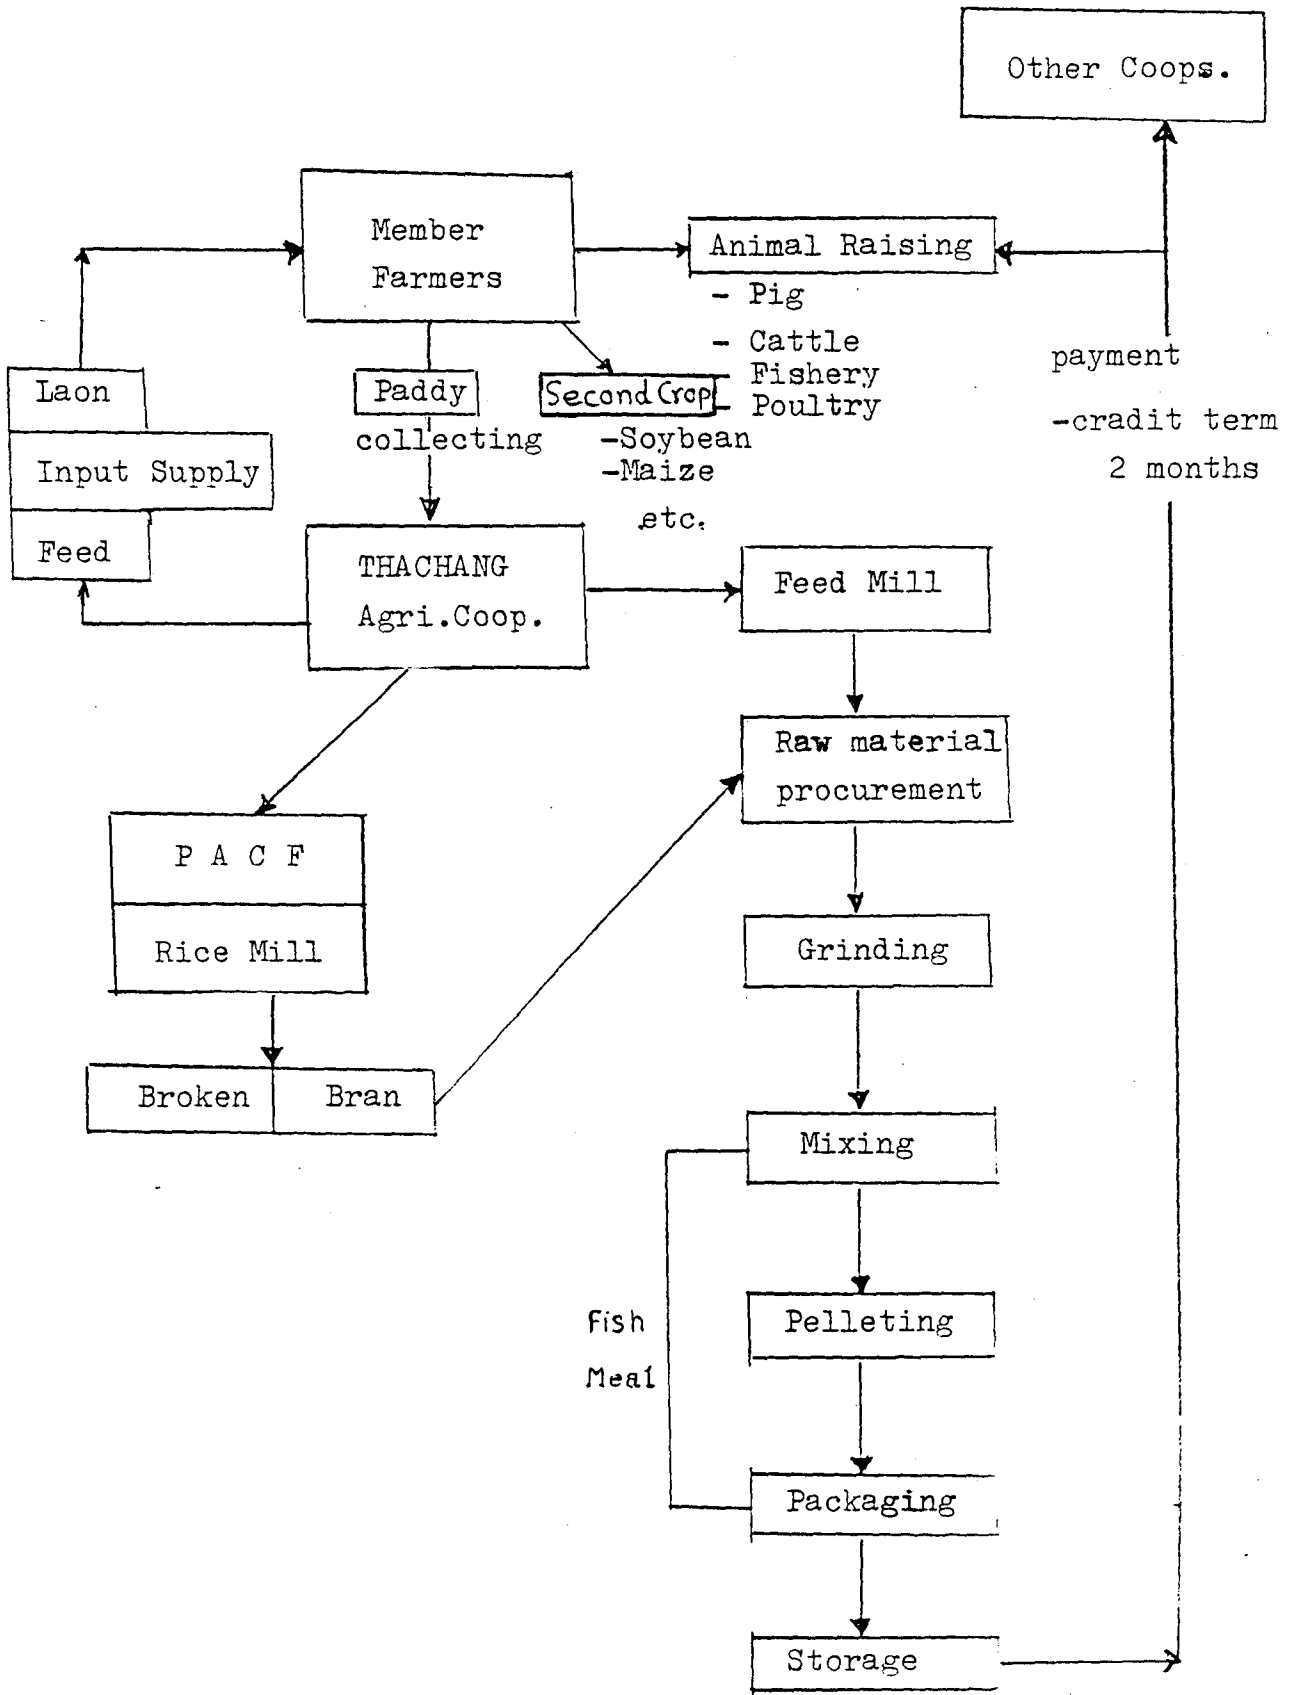 Other Coops.
Member
Farmers
Animal Raising
- Pig
- Cattle
- Fishery
- Poultry
payment
-cradit term
2 months
Laon
Input Supply
Feed
Paddy
collecting
Second Crop
-Soybean
-Maize
etc.
THACHANG
Agri.Coop.
Feed Mill
Raw material
procurement
P A C F
Rice Mill
Broken
Bran
Grinding
Mixing
Fish
Meal
Pelleting
Packaging
Storage